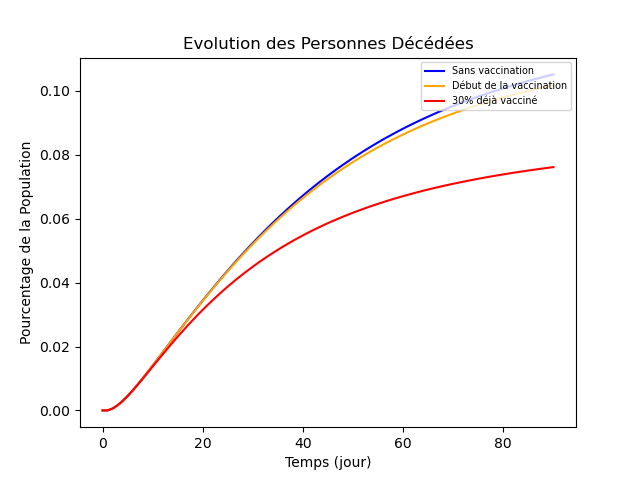 Evolution des Personnes Décédées
Sans vaccination
Début de la vaccination
30% déjà vacciné
0.10
0.08
0.06
0.04
0.02
0.00
Pourcentage de la Population
0 20 40 60 80
Temps (jour)